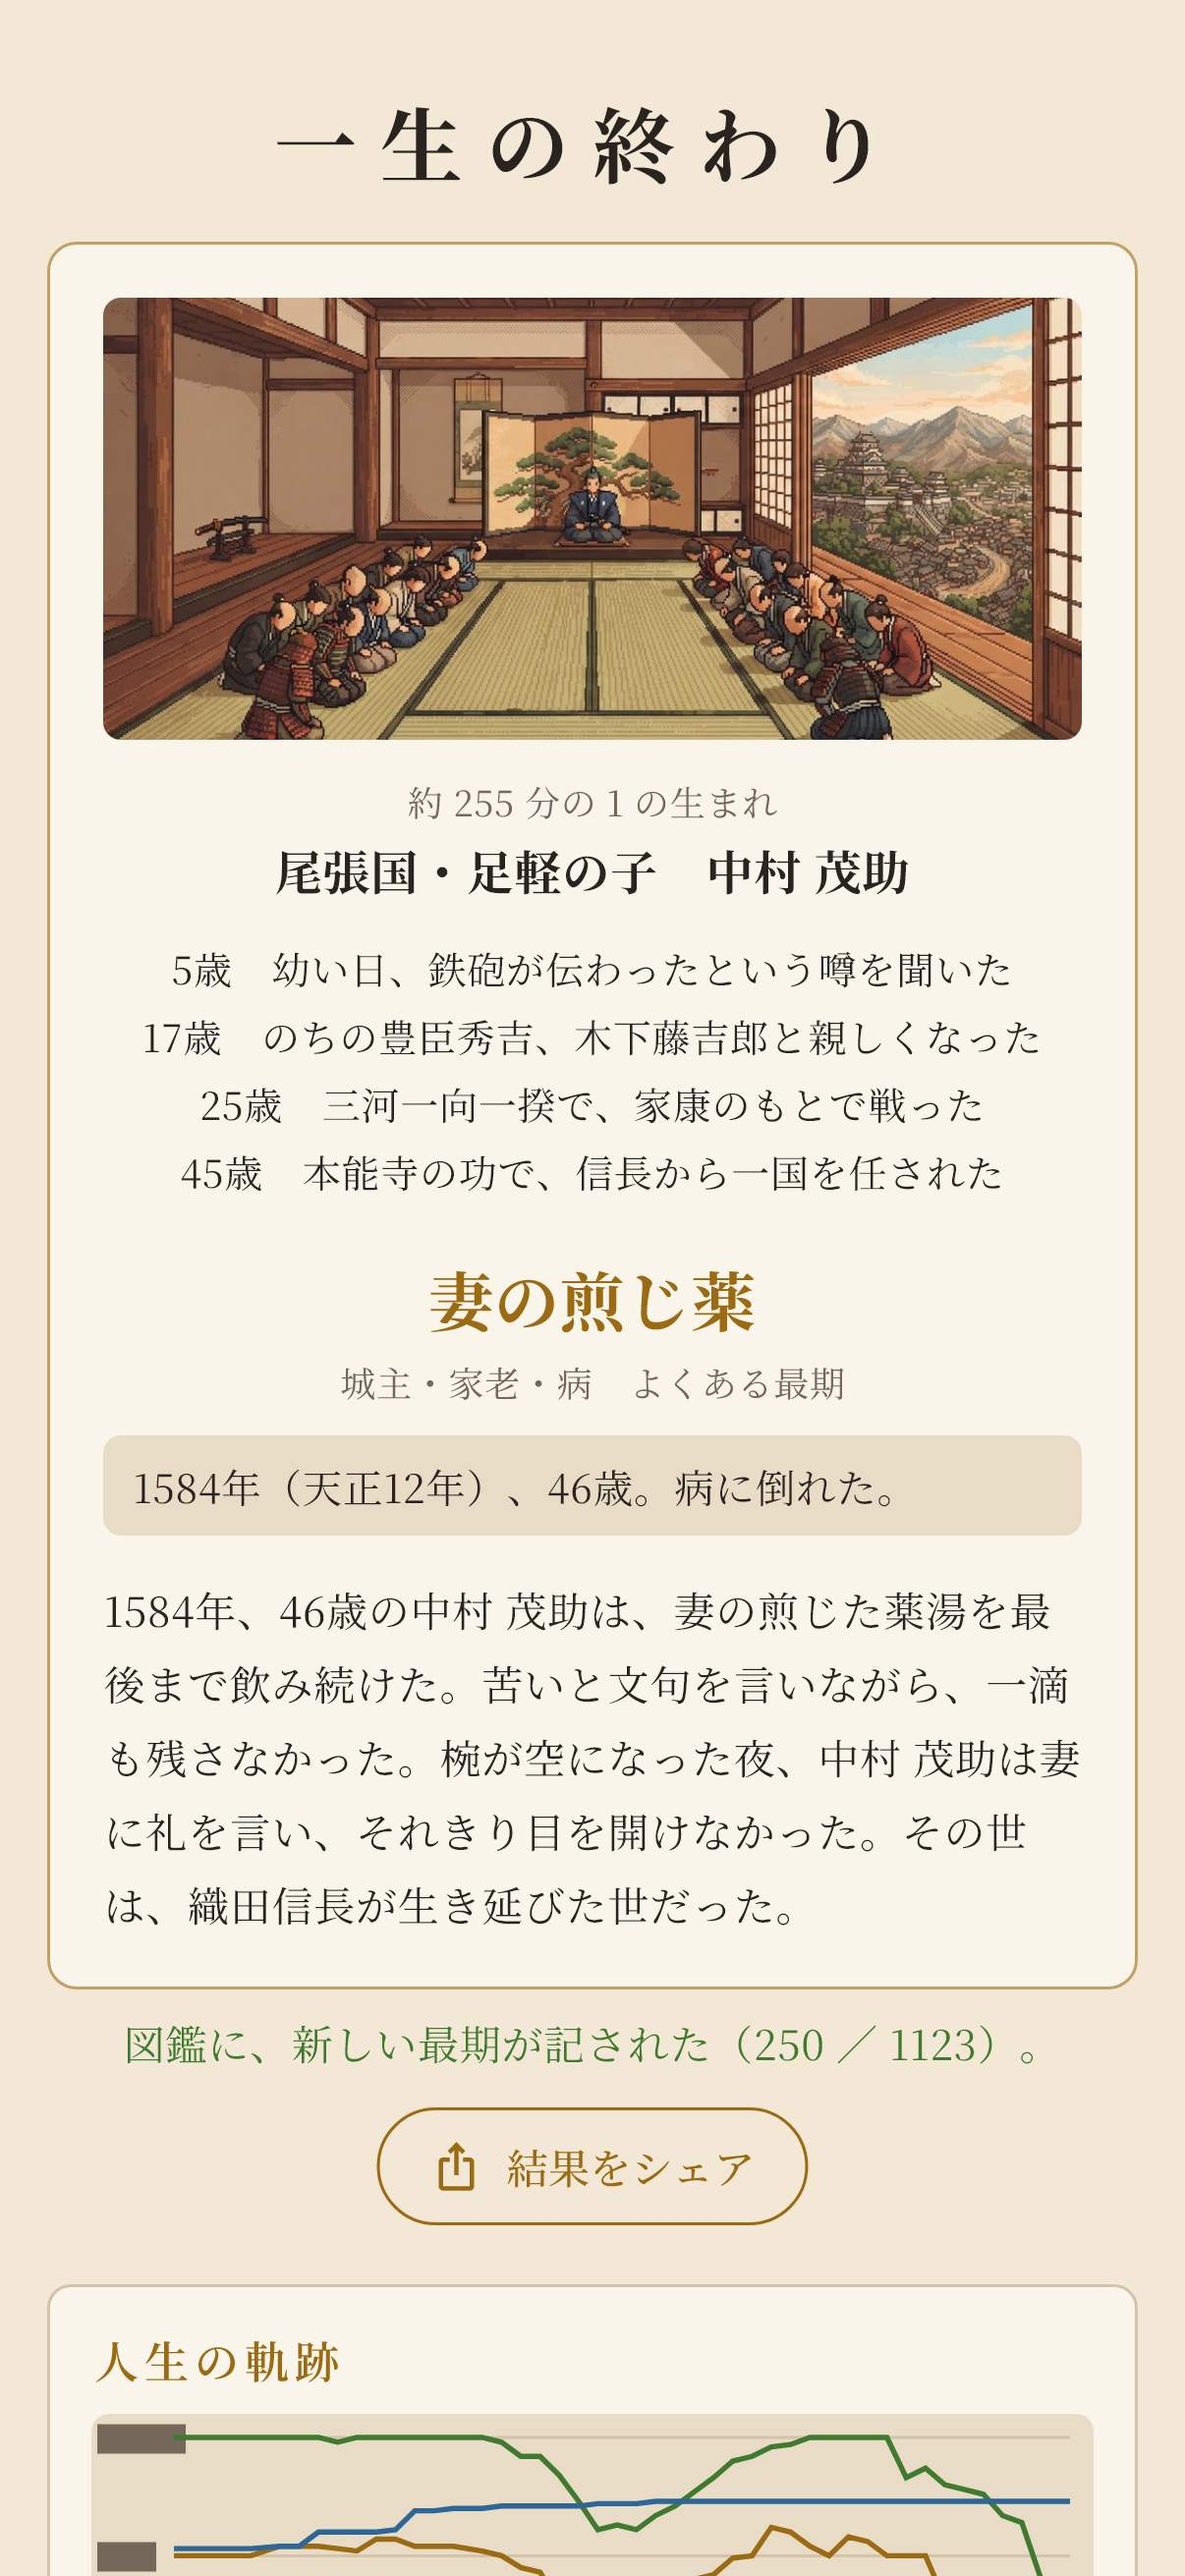 一生の終わり
約 255 分の 1 の生まれ
尾張国・足軽の子　中村 茂助
5歳　幼い日、鉄砲が伝わったという噂を聞いた
17歳　のちの豊臣秀吉、木下藤吉郎と親しくなった
25歳　三河一向一揆で、家康のもとで戦った
45歳　本能寺の功で、信長から一国を任された
妻の煎じ薬
城主・家老・病　よくある最期
1584年（天正12年）、46歳。病に倒れた。
1584年、46歳の中村 茂助は、妻の煎じた薬湯を最
後まで飲み続けた。苦いと文句を言いながら、一滴
も残さなかった。椀が空になった夜、中村 茂助は妻
に礼を言い、それきり目を開けなかった。その世
は、織田信長が生き延びた世だった。
図鑑に、新しい最期が記された（250 ／ 1123）。
結果をシェア
人生の軌跡